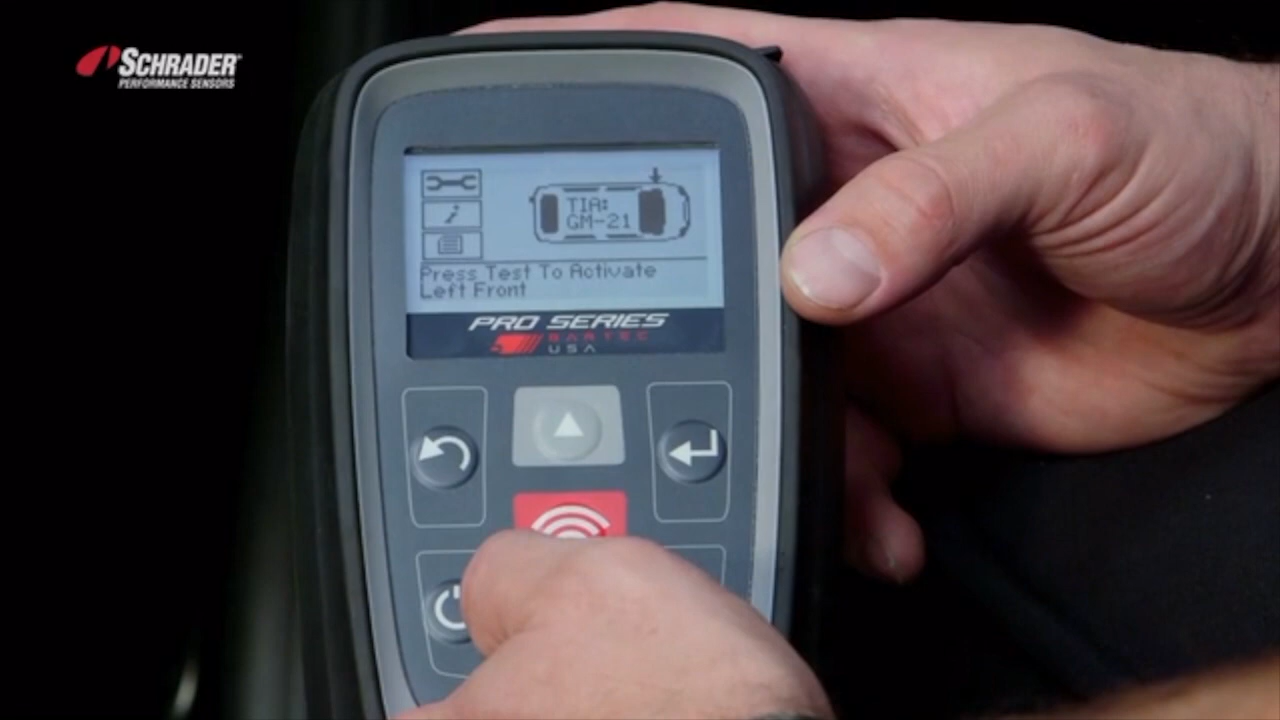 SCHRADER
PERFORMANCE SENSORS
TIA:
GM-21
i
Press Test To Activate
Left Front
PRO SERIES
BARTEC
USA